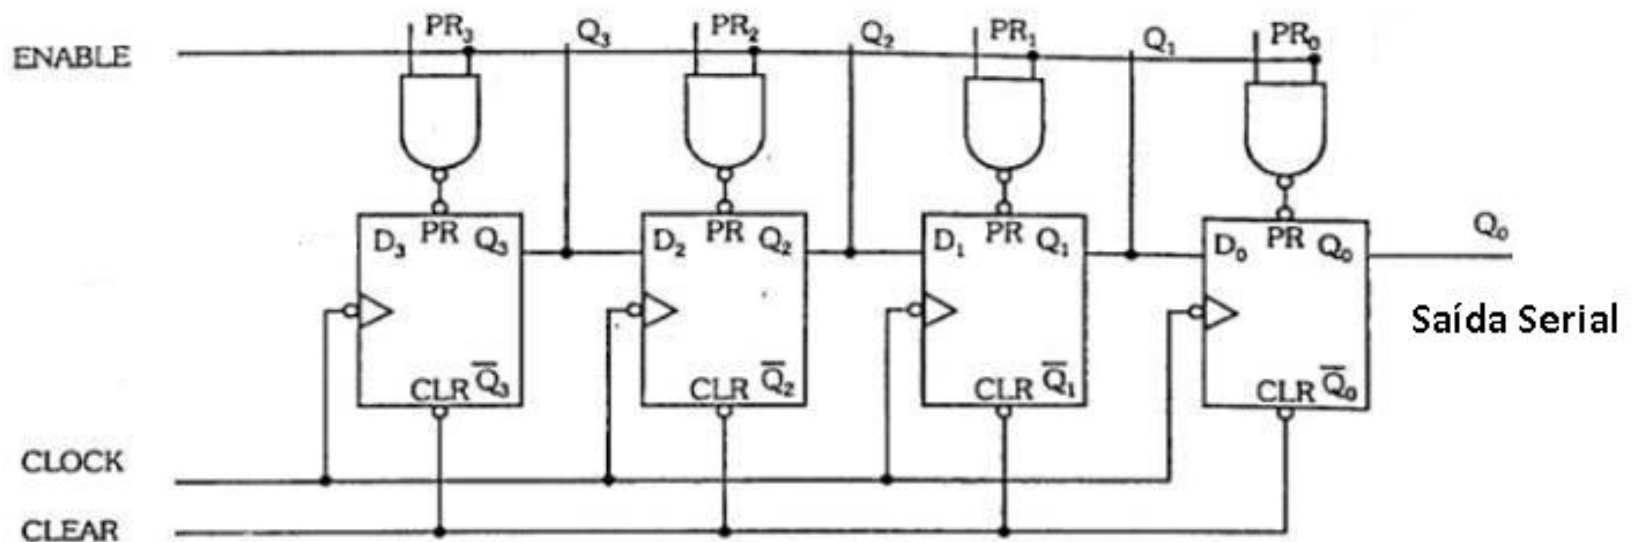 PR₃ Q₃ PR₂ Q₂ PR₁ Q₁ PR₀
ENABLE
D₃ PR Q₃ D₂ PR Q₂ D₁ PR Q₁ D₀ PR Q₀ Q₀
Saída Serial
CLR Q̅₃ CLR Q̅₂ CLR Q̅₁ CLR Q̅₀
CLOCK
CLEAR